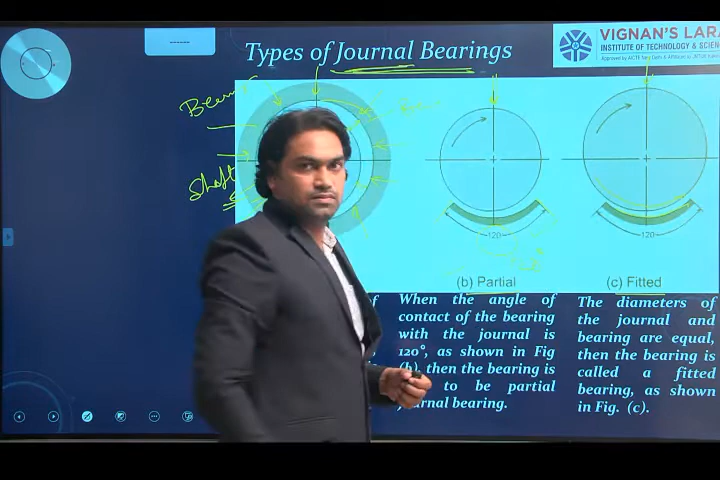 Types of Journal Bearings
VIGNAN'S LARA
INSTITUTE OF TECHNOLOGY & SCIENC
Shaft
120
120
(b) Partial
(c) Fitted
of
When the angle of
contact of the bearing
with the journal is
120°, as shown in Fig
(b), then the bearing is
to be partial
journal bearing.
The diameters of
the journal and
bearing are equal,
then the bearing is
called a fitted
bearing, as shown
in Fig. (c).